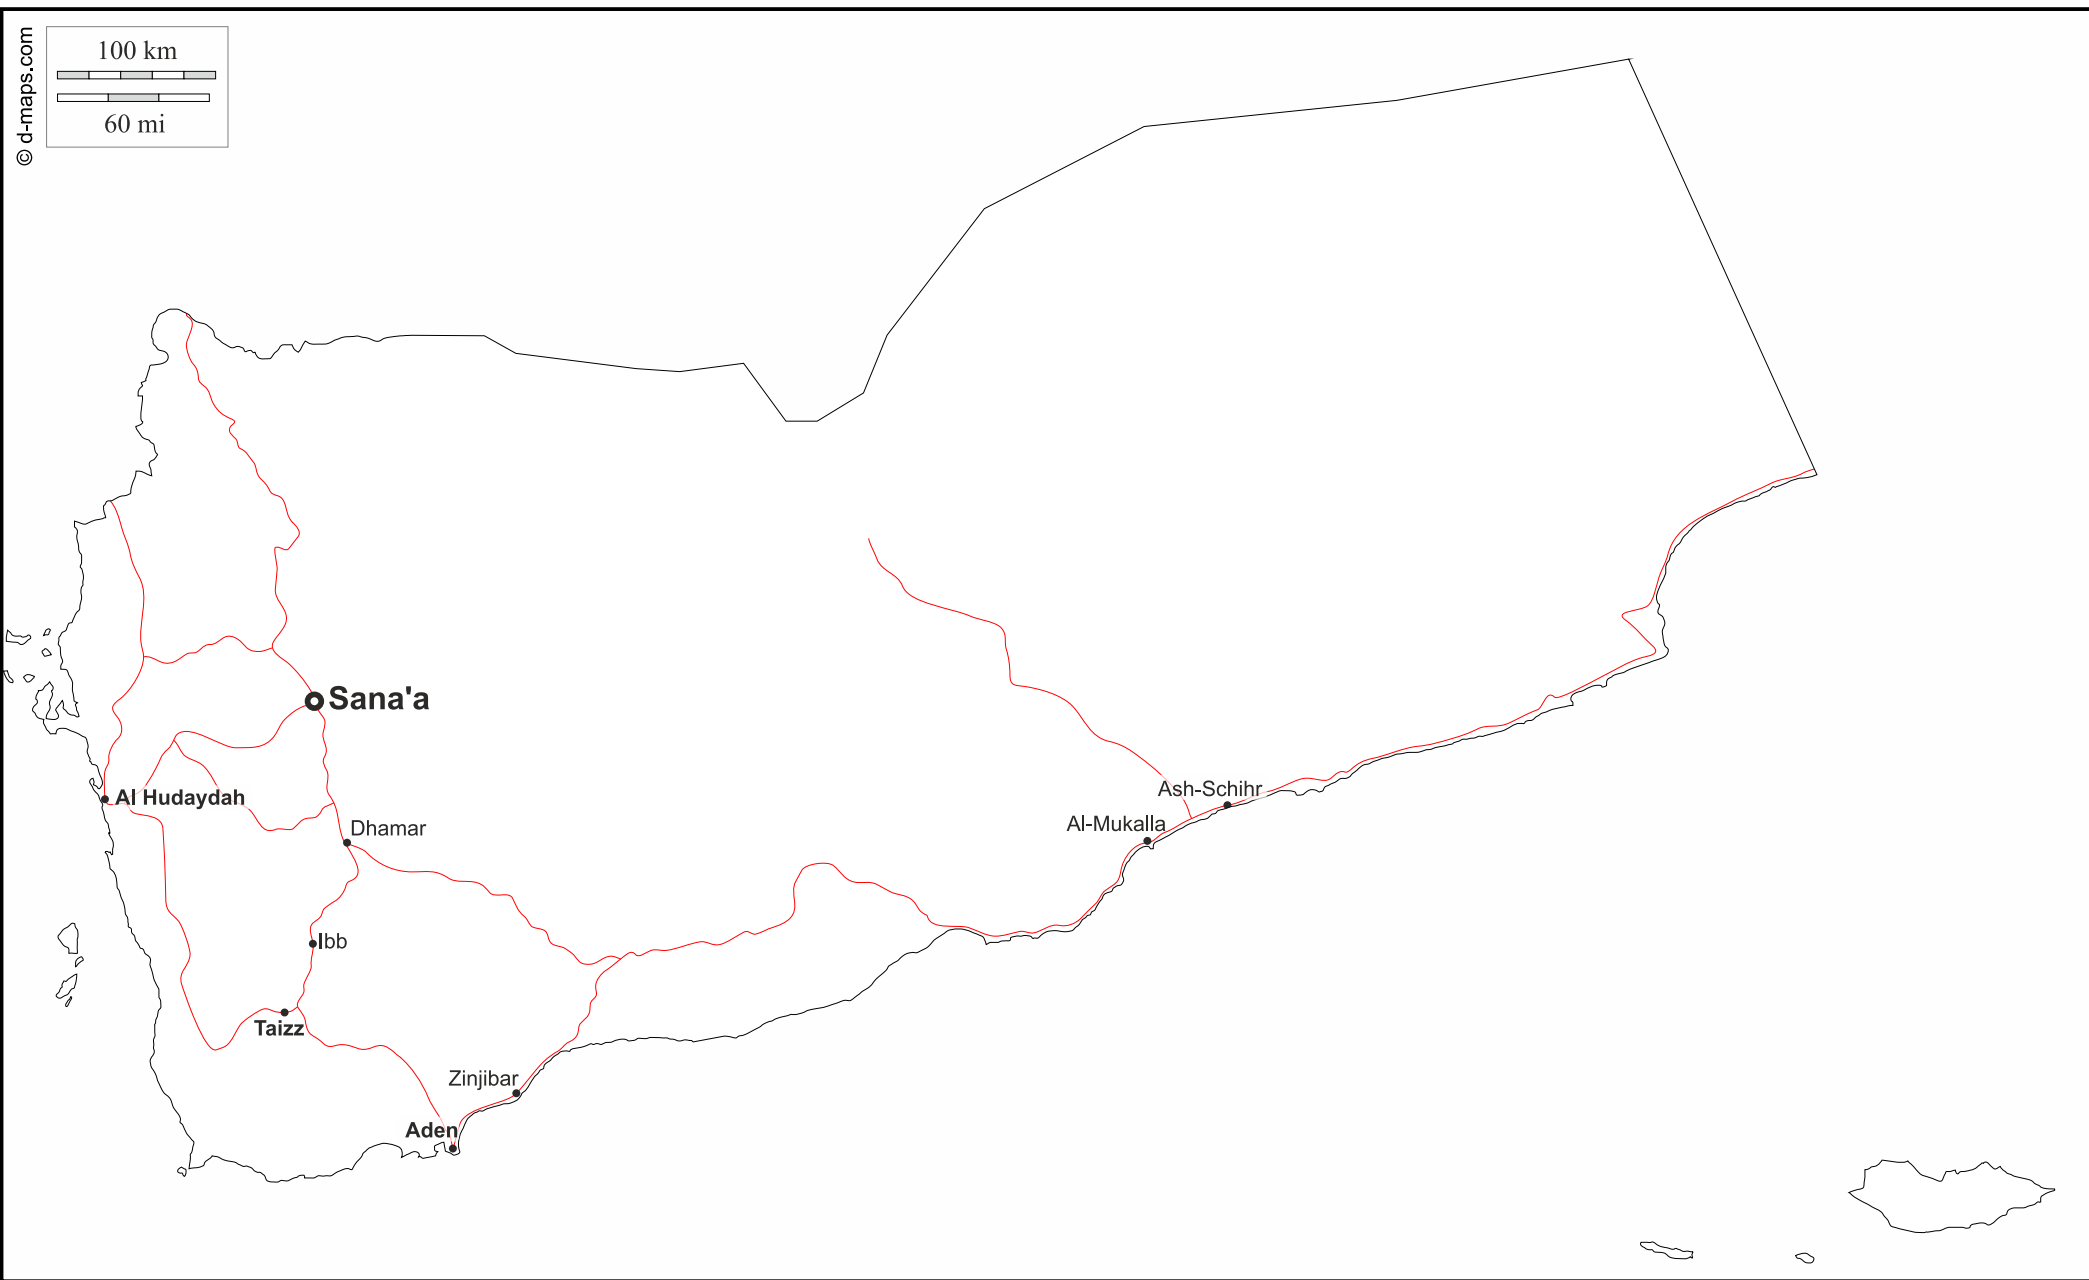 © d-maps.com
100 km
60 mi
Sana'a
Al Hudaydah
Ash-Schihr
Al-Mukalla
Dhamar
Ibb
Taizz
Zinjibar
Aden